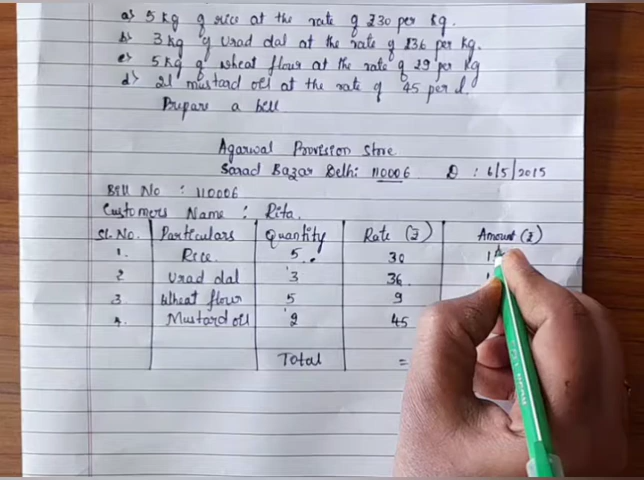 a) 5 kg of rice at the rate of ₹30 per kg.
b) 3 kg of Urad dal at the rate of ₹36 per kg.
c) 5 kg of wheat flour at the rate of ₹9 per kg
d) 2l mustard oil at the rate of 45 per l.
Prepare a bill
Agarwal Provision Store
Sarad Bazar Delhi 110006 D : 6/5/2015
Bill No : 110006
Customers Name : Rita.
Sl. No. Particulars Quantity Rate (₹) Amount (₹)
1. Rice 5 30 1
2 Urad dal 3 36
3 Wheat flour 5 9
4. Mustard oil 2 45
Total =